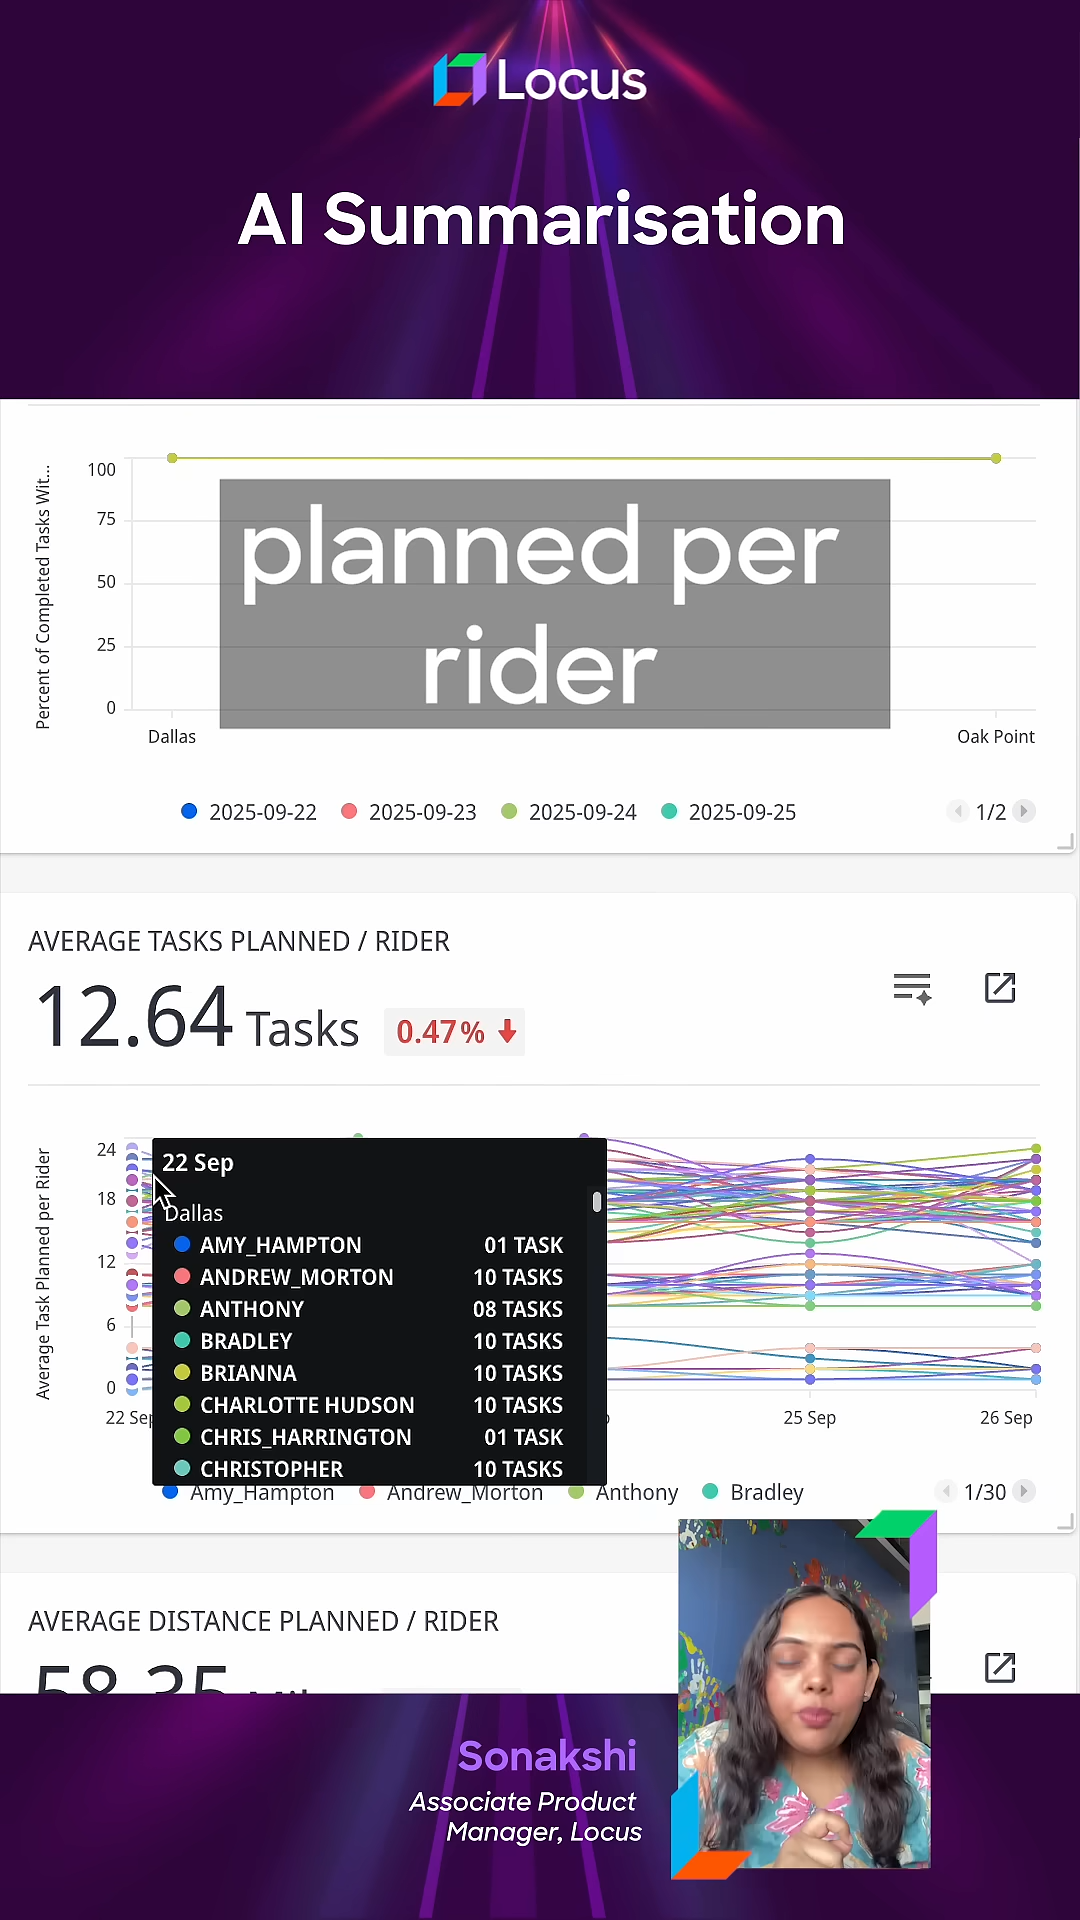 Locus
AI Summarisation
Percent of Completed Tasks Wit...
100
75
50
25
0
planned per
rider
Dallas
Oak Point
2025-09-22
2025-09-23
2025-09-24
2025-09-25
1/2
AVERAGE TASKS PLANNED / RIDER
12.64 Tasks
0.47%
Average Task Planned per Rider
24
18
12
6
0
22 Sep
Dallas
AMY_HAMPTON 01 TASK
ANDREW_MORTON 10 TASKS
ANTHONY 08 TASKS
BRADLEY 10 TASKS
BRIANNA 10 TASKS
CHARLOTTE HUDSON 10 TASKS
CHRIS_HARRINGTON 01 TASK
CHRISTOPHER 10 TASKS
22 Sep
25 Sep
26 Sep
Amy_Hampton
Andrew_Morton
Anthony
Bradley
1/30
AVERAGE DISTANCE PLANNED / RIDER
58.35
Sonakshi
Associate Product
Manager, Locus